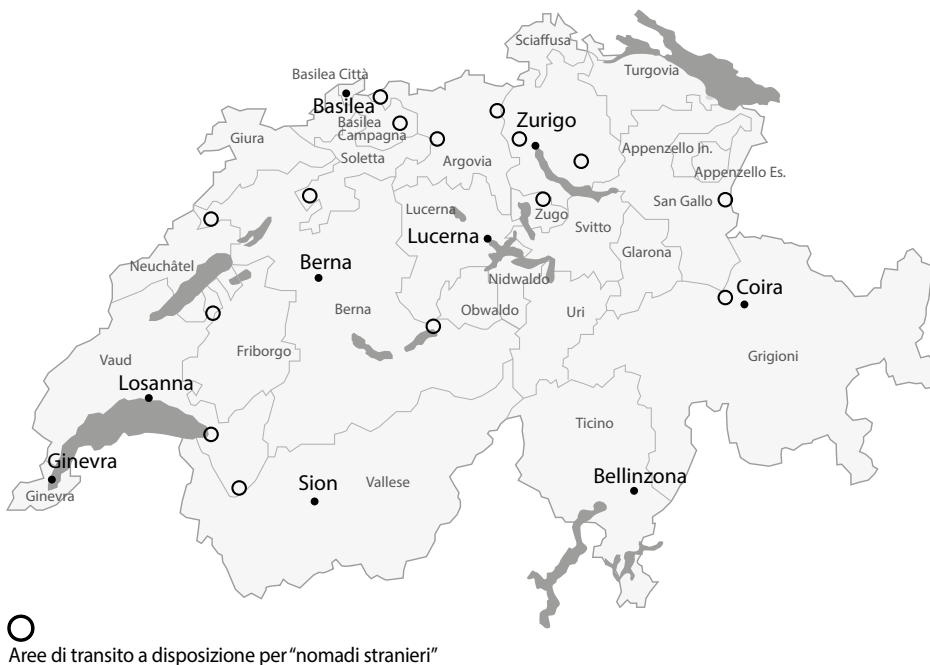 Sciaffusa
Turgovia
Basilea Città
Basilea
Basilea
Campagna
Zurigo
Giura
Soletta
Argovia
Appenzello In.
Appenzello Es.
San Gallo
Lucerna
Zugo
Svitto
Lucerna
Glarona
Neuchâtel
Berna
Nidwaldo
Coira
Berna
Obwaldo
Uri
Friborgo
Grigioni
Vaud
Losanna
Ticino
Ginevra
Ginevra
Sion
Vallese
Bellinzona
Aree di transito a disposizione per “nomadi stranieri”